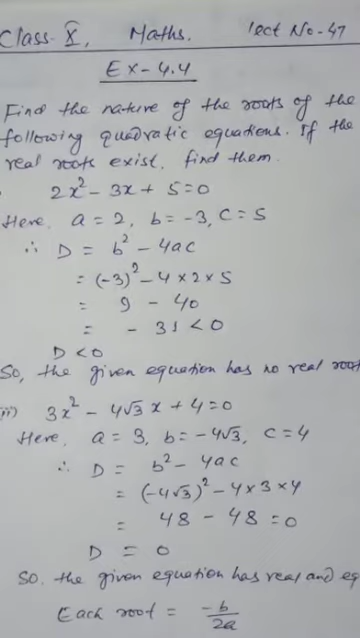 Class-X, Maths. lect No-47
Ex-4.4
Find the nature of the roots of the
following quadratic equations. If the
real roots exist, find them.
2x²-3x+5=0
Here, a=2, b=-3, c=5
∴ D = b²-4ac
= (-3)²-4×2×5
= 9 - 40
= - 31 <0
D<0
So, the given equation has no real root
ii) 3x²-4√3x+4=0
Here, a=3, b=-4√3, c=4
∴ D = b²-4ac
= (-4√3)²-4×3×4
= 48-48=0
D = 0
So, the given equation has real and eq
Each root = -b/2a